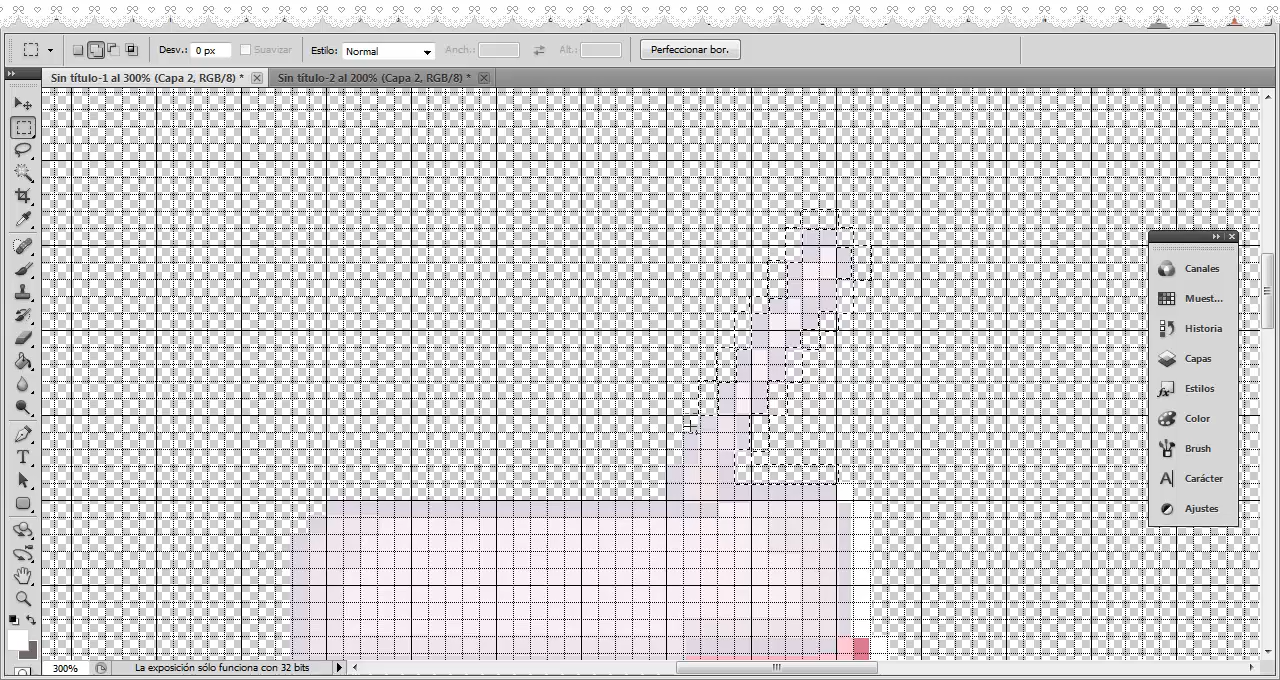 Desv.: 0 px Suavizar Estilo: Normal Anch.: Alt.: Perfeccionar bor.
Sin título-1 al 300% (Capa 2, RGB/8) * Sin título-2 al 200% (Capa 2, RGB/8) *
Canales
Muest...
Historia
Capas
Estilos
Color
Brush
Carácter
Ajustes
300% La exposición sólo funciona con 32 bits